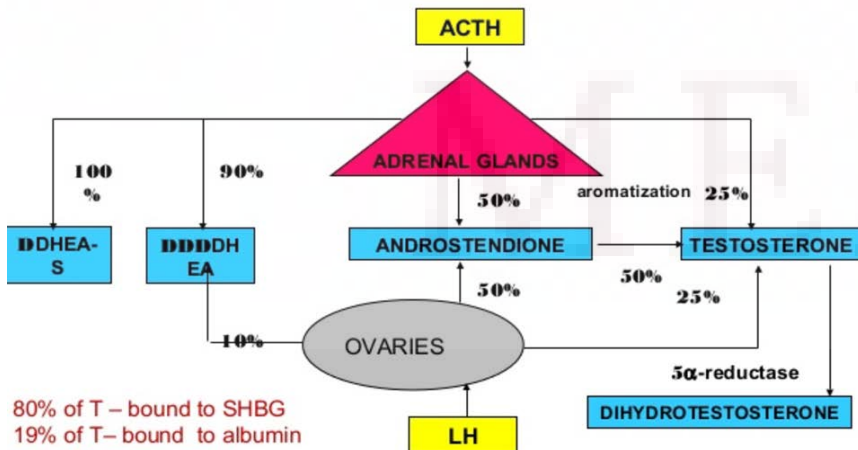 ACTH
ADRENAL GLANDS
100
%
90%
50%
aromatization
25%
DDHEA-
S
DDDDH
EA
ANDROSTENDIONE
TESTOSTERONE
50%
50%
25%
10%
OVARIES
5α-reductase
80% of T – bound to SHBG
19% of T– bound to albumin
LH
DIHYDROTESTOSTERONE